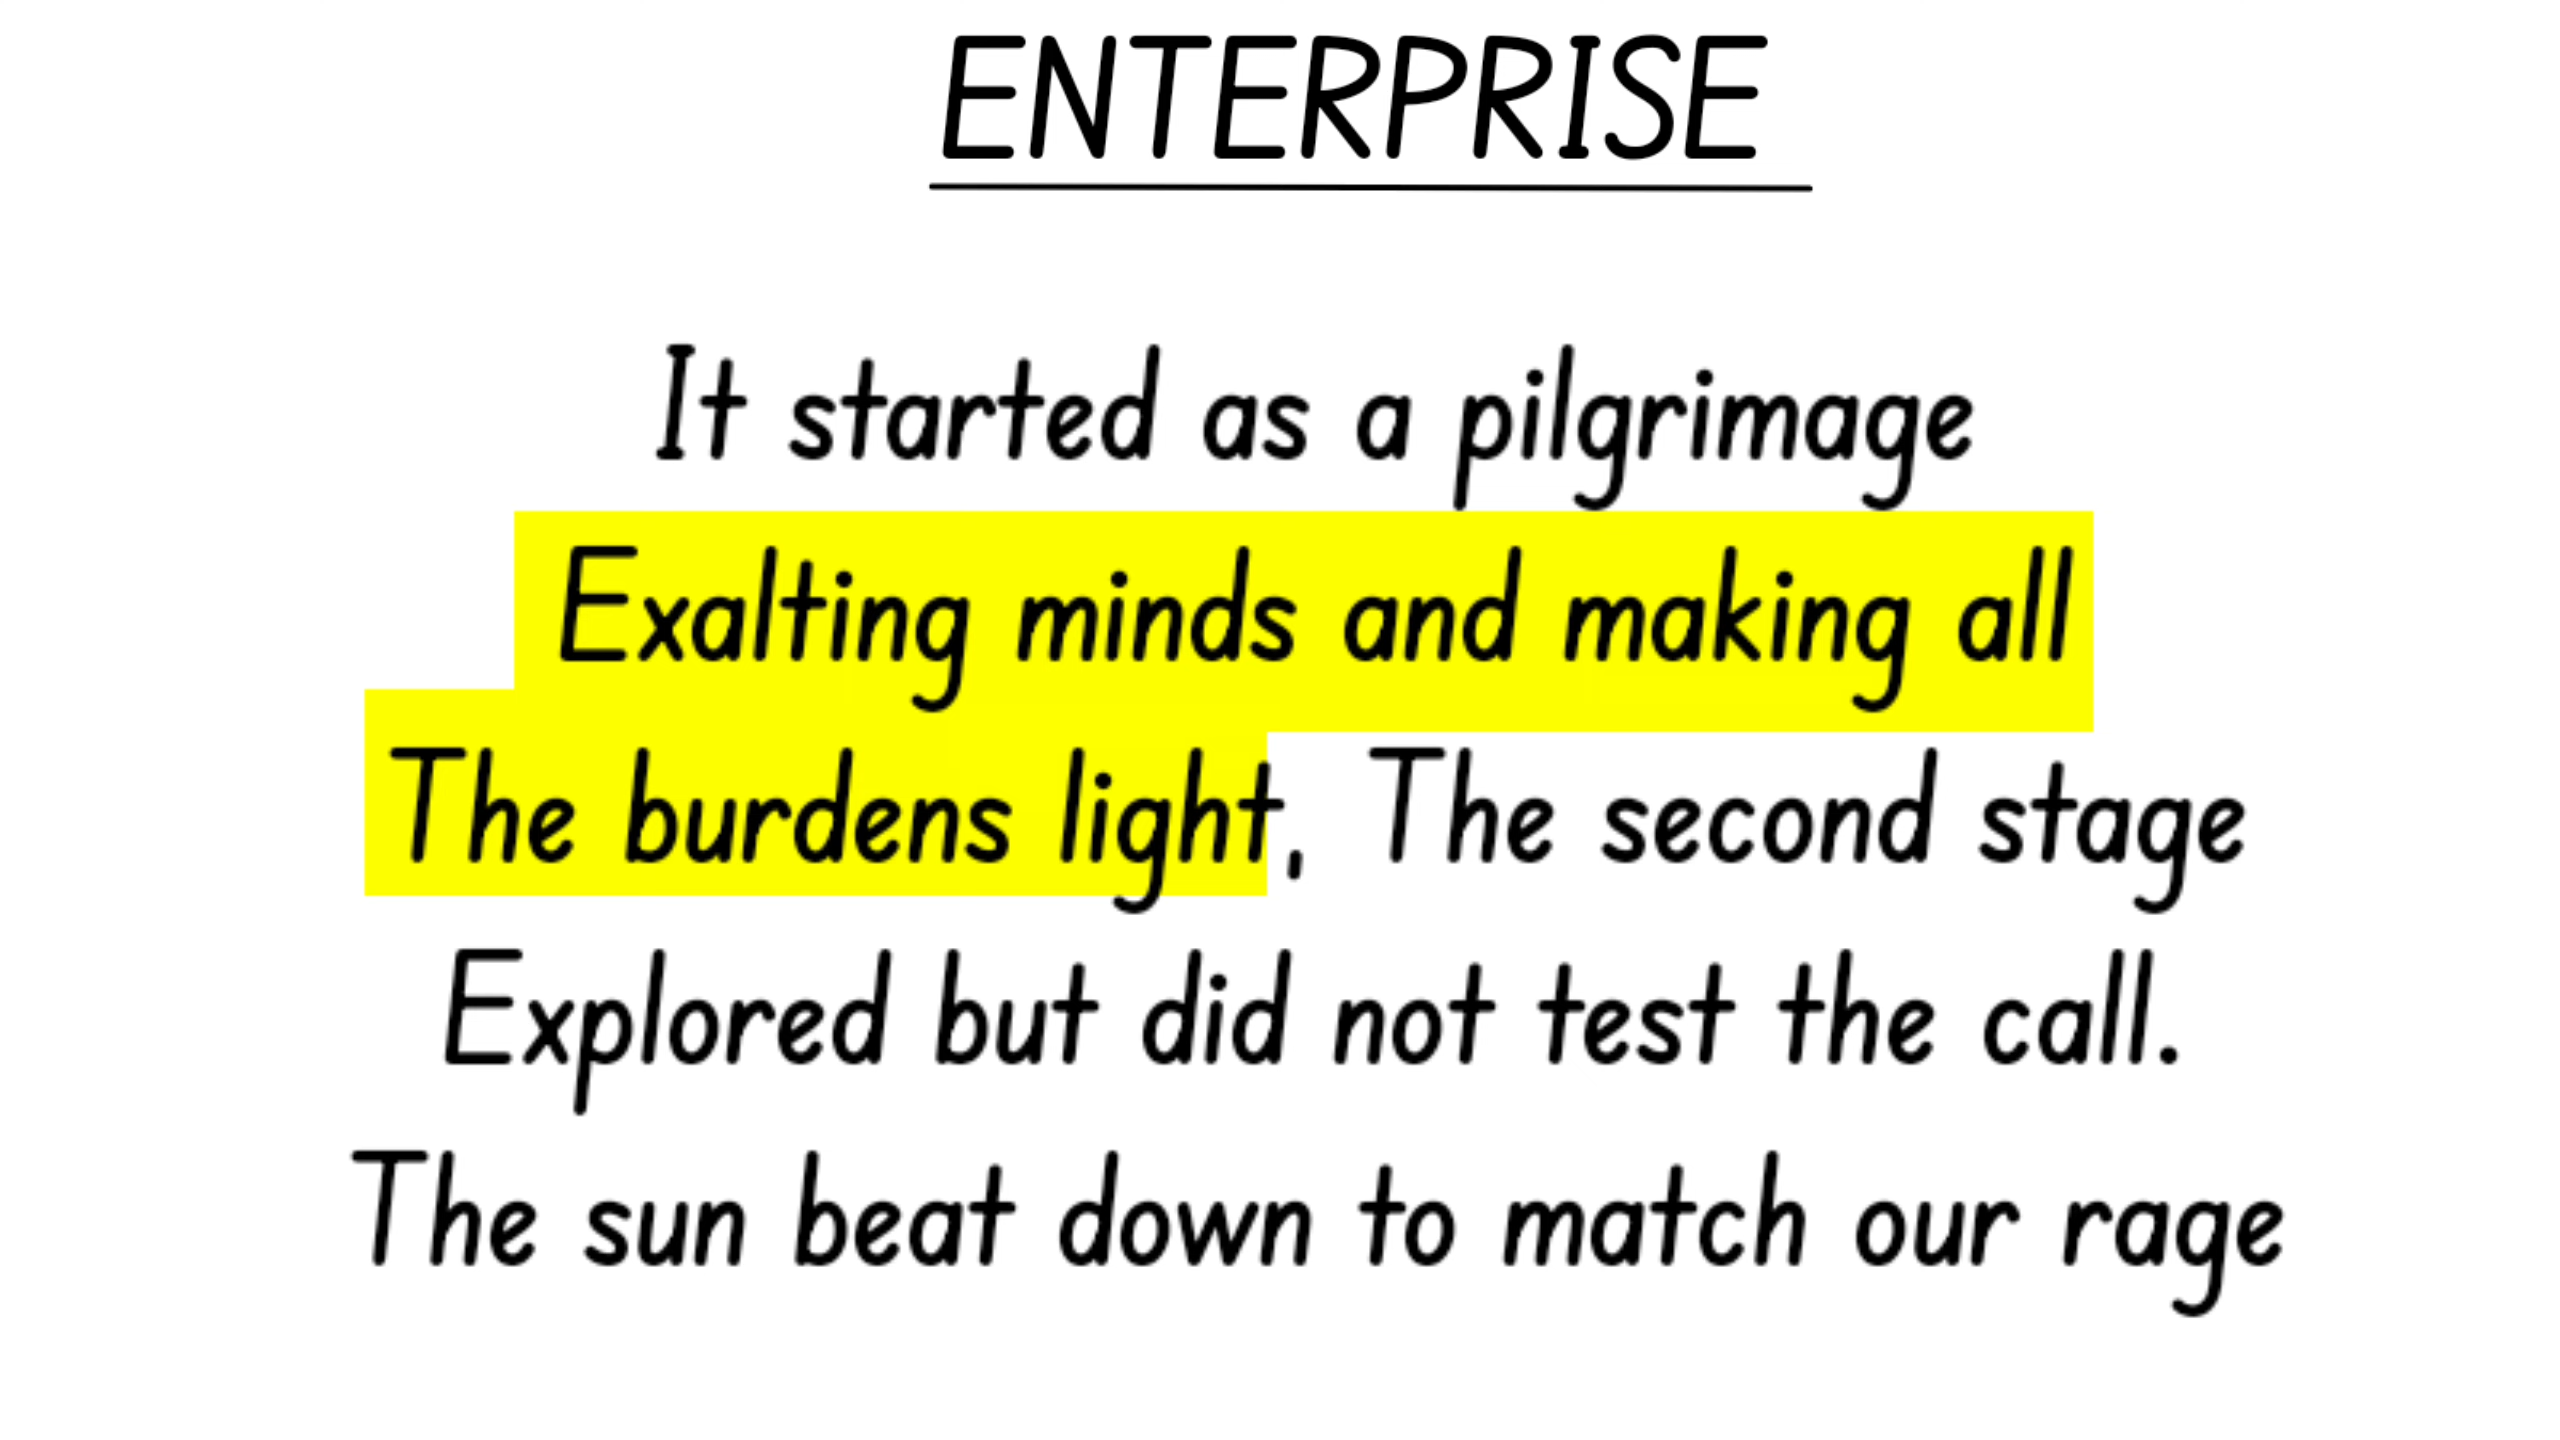 ENTERPRISE
It started as a pilgrimage
Exalting minds and making all
The burdens light, The second stage
Explored but did not test the call.
The sun beat down to match our rage